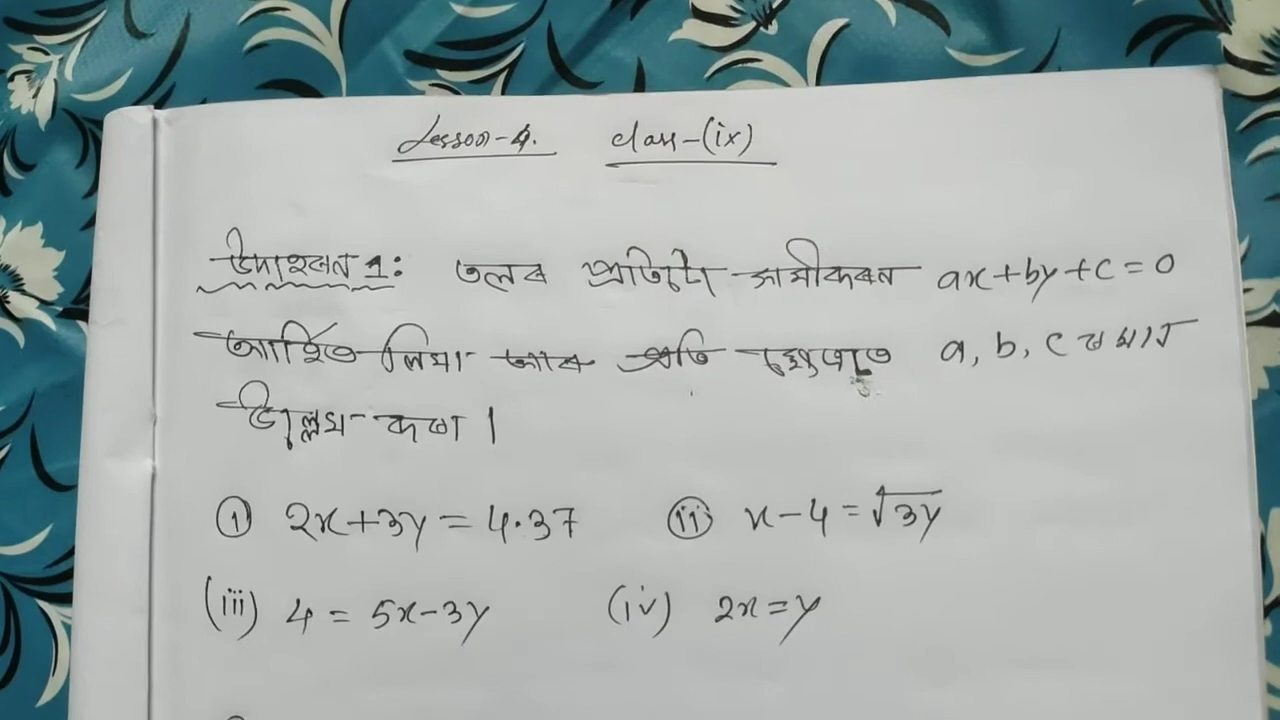 Lesson-4. Class-(ix)
উদাহৰণ 1: তলৰ প্ৰতিটো সমীকৰণ ax+by+c=0
আৰ্হিত লিখা আৰু প্ৰতি ক্ষেত্ৰতে a, b, c ৰ মান
উল্লেখ কৰা ।
(i) 2x+3y=4.37 (ii) x-4=√3y
(iii) 4=5x-3y (iv) 2x=y